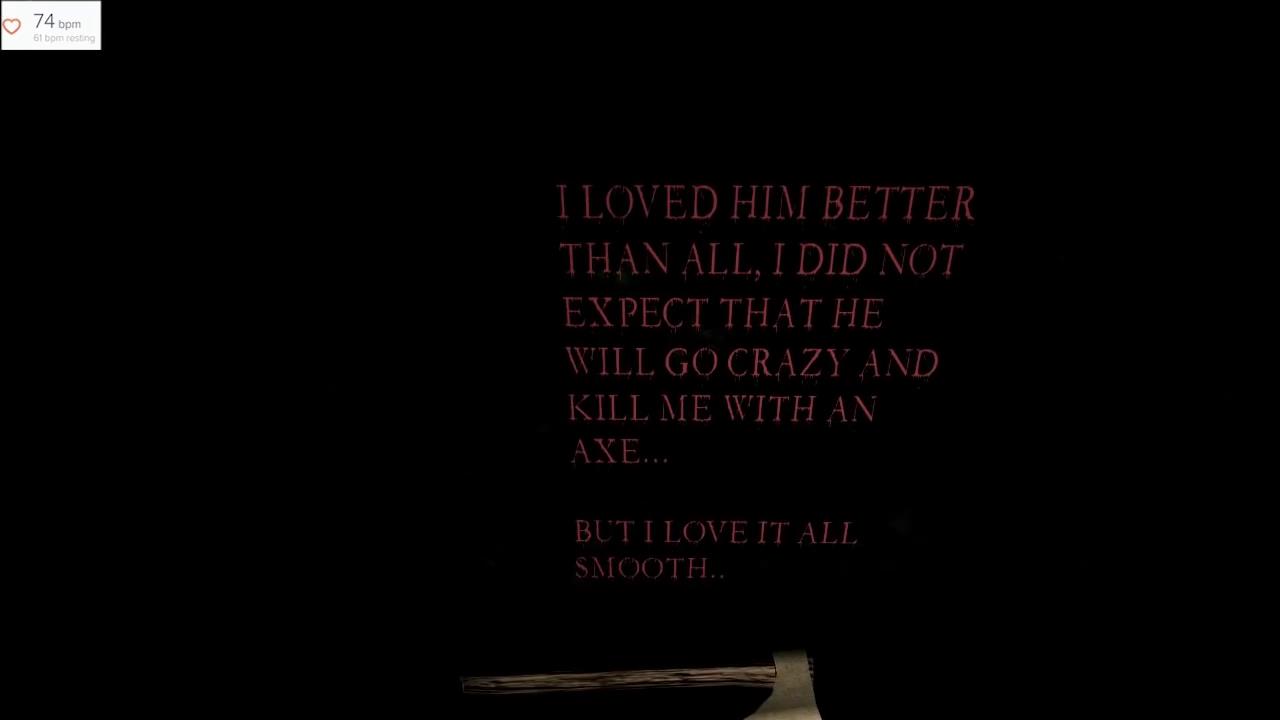 74 bpm
61 bpm resting
I LOVED HIM BETTER
THAN ALL, I DID NOT
EXPECT THAT HE
WILL GO CRAZY AND
KILL ME WITH AN
AXE...
BUT I LOVE IT ALL
SMOOTH..